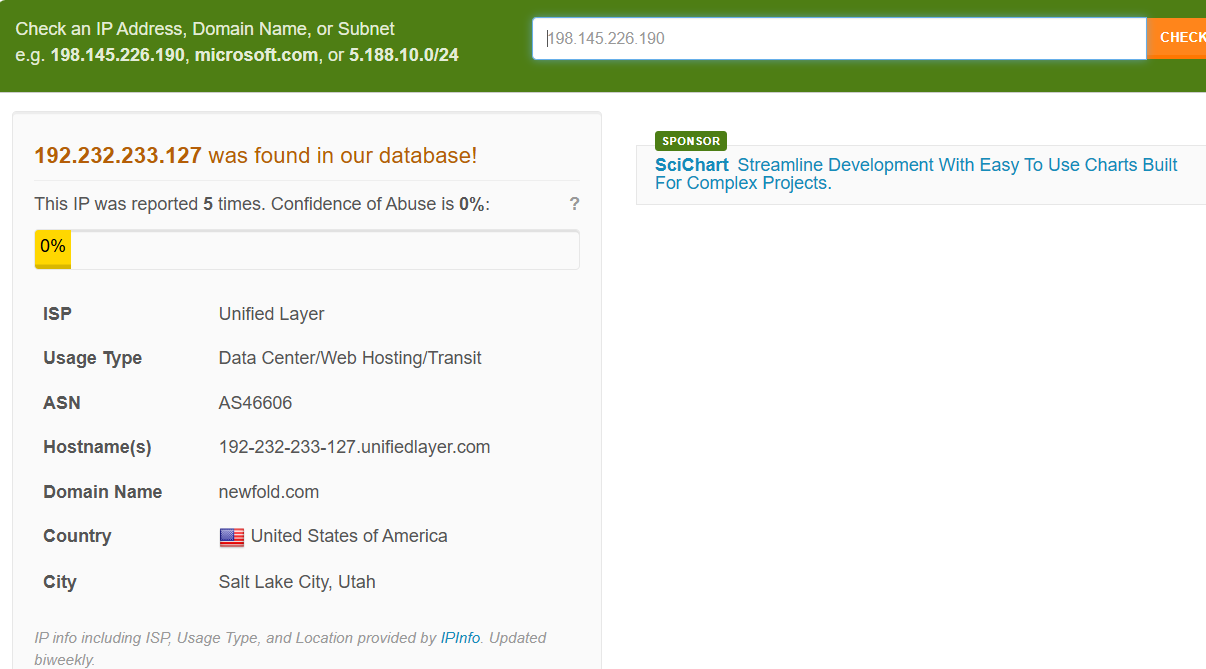 Check an IP Address, Domain Name, or Subnet
e.g. 198.145.226.190, microsoft.com, or 5.188.10.0/24
198.145.226.190
CHECK
192.232.233.127 was found in our database!
This IP was reported 5 times. Confidence of Abuse is 0%:
?
0%
ISP Unified Layer
Usage Type Data Center/Web Hosting/Transit
ASN AS46606
Hostname(s) 192-232-233-127.unifiedlayer.com
Domain Name newfold.com
Country United States of America
City Salt Lake City, Utah
IP info including ISP, Usage Type, and Location provided by IPInfo. Updated
biweekly.
SPONSOR
SciChart Streamline Development With Easy To Use Charts Built
For Complex Projects.